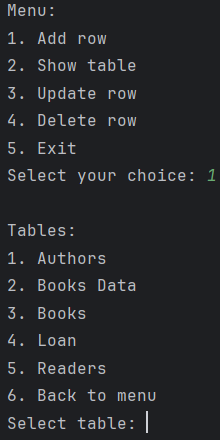 Menu:
1. Add row
2. Show table
3. Update row
4. Delete row
5. Exit
Select your choice: 1
Tables:
1. Authors
2. Books Data
3. Books
4. Loan
5. Readers
6. Back to menu
Select table: